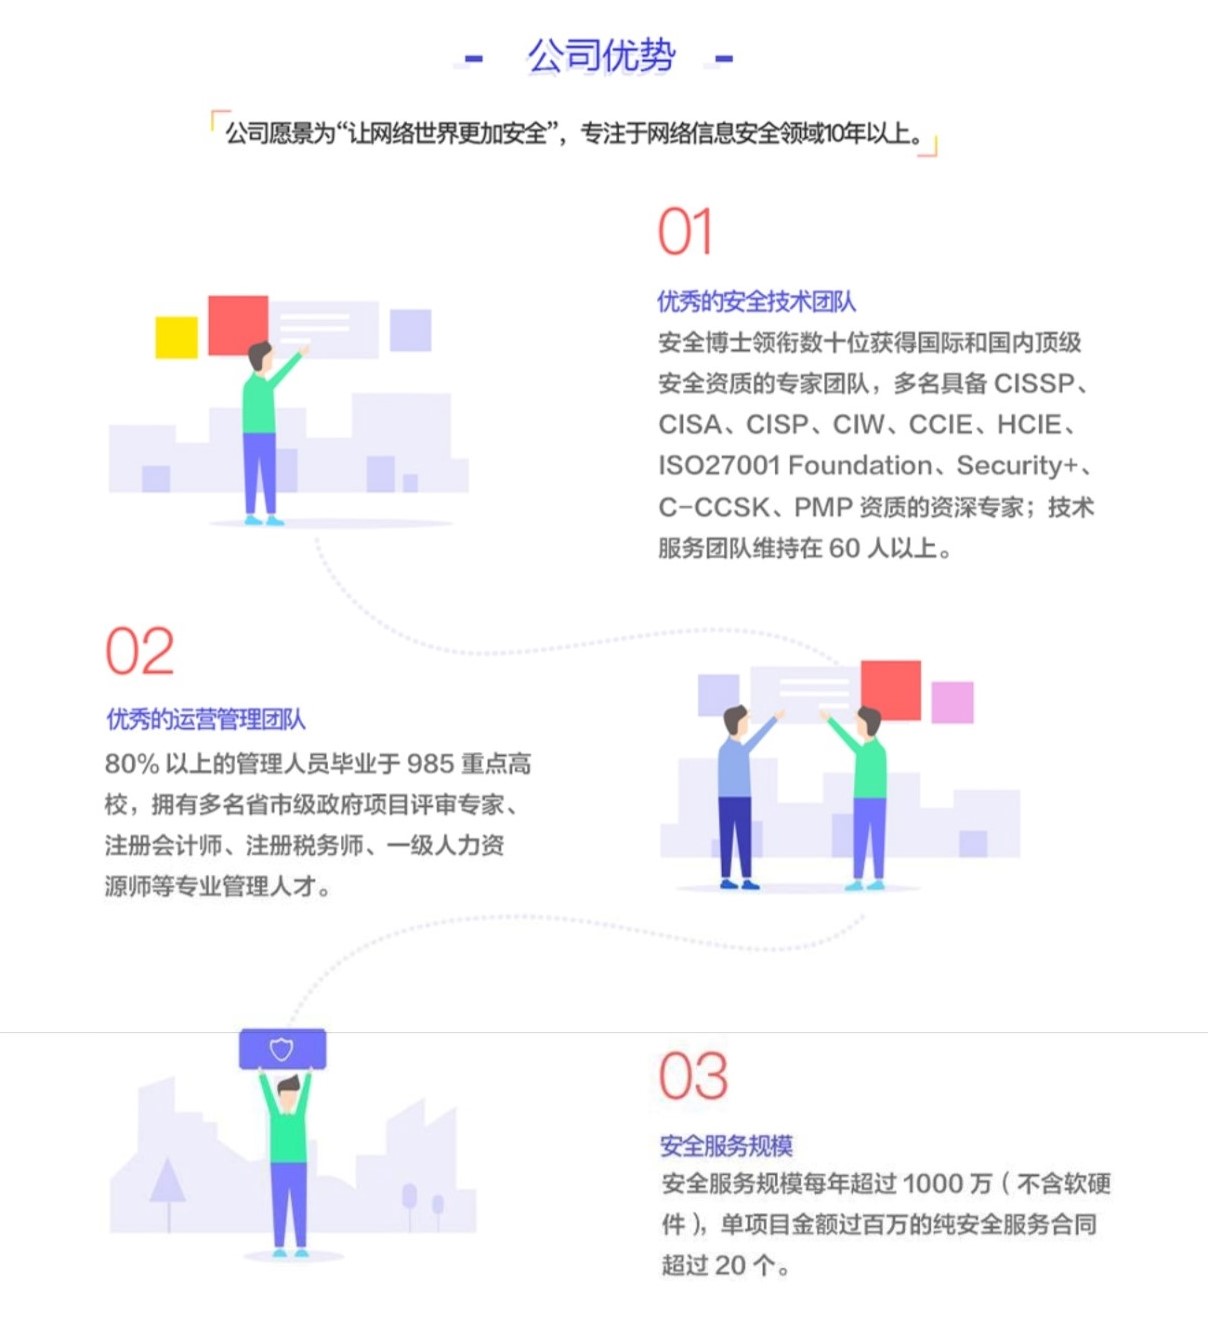 公司优势
公司愿景为“让网络世界更加安全”，专注于网络信息安全领域10年以上。
01
优秀的安全技术团队
安全博士领衔数十位获得国际和国内顶级
安全资质的专家团队，多名具备 CISSP、
CISA、CISP、CIW、CCIE、HCIE、
ISO27001 Foundation、Security+、
C-CCSK、PMP 资质的资深专家；技术
服务团队维持在 60 人以上。
02
优秀的运营管理团队
80% 以上的管理人员毕业于 985 重点高
校，拥有多名省市级政府项目评审专家、
注册会计师、注册税务师、一级人力资
源师等专业管理人才。
03
安全服务规模
安全服务规模每年超过 1000 万（不含软硬
件），单项目金额过百万的纯安全服务合同
超过 20 个。